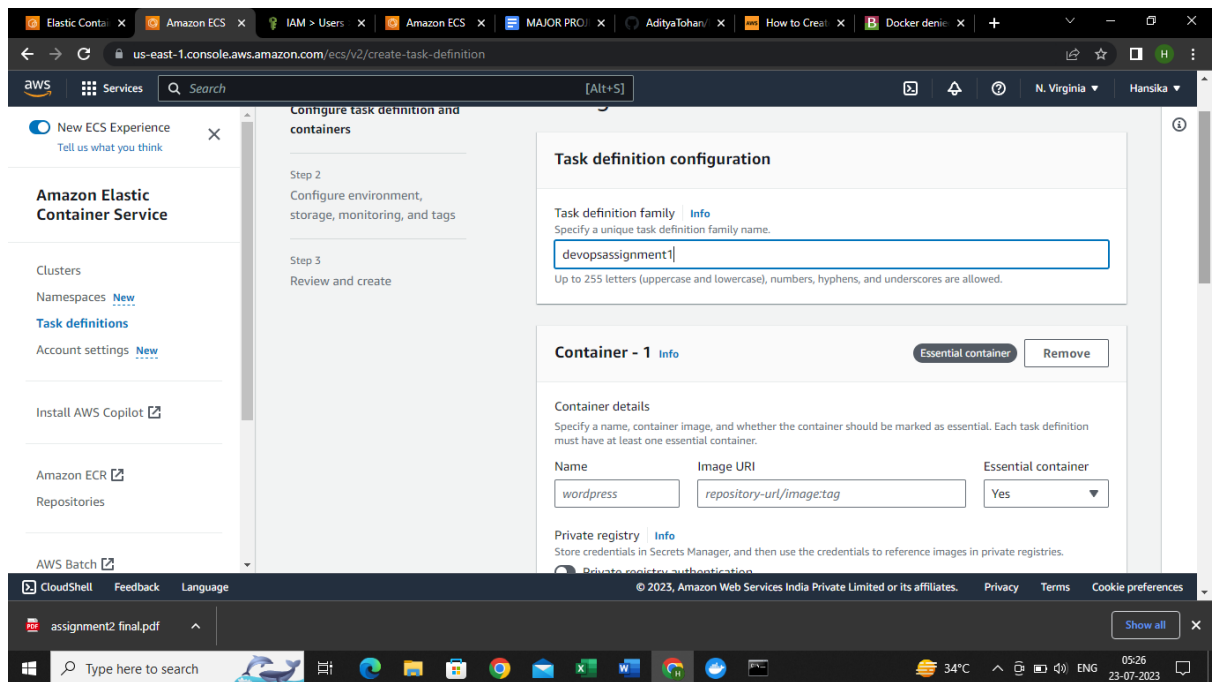 Elastic Contai
Amazon ECS
IAM > Users
Amazon ECS
MAJOR PROJ
AdityaTohan/
How to Creat
Docker denie
us-east-1.console.aws.amazon.com/ecs/v2/create-task-definition
H
aws
Services
Search
[Alt+S]
N. Virginia
Hansika
New ECS Experience
Tell us what you think
Amazon Elastic
Container Service
Clusters
Namespaces New
Task definitions
Account settings New
Install AWS Copilot
Amazon ECR
Repositories
AWS Batch
Configure task definition and
containers
Step 2
Configure environment,
storage, monitoring, and tags
Step 3
Review and create
Task definition configuration
Task definition family Info
Specify a unique task definition family name.
devopsassignment1
Up to 255 letters (uppercase and lowercase), numbers, hyphens, and underscores are allowed.
Container - 1 Info
Essential container
Remove
Container details
Specify a name, container image, and whether the container should be marked as essential. Each task definition
must have at least one essential container.
Name
Image URI
Essential container
wordpress
repository-url/image:tag
Yes
Private registry Info
Store credentials in Secrets Manager, and then use the credentials to reference images in private registries.
Private registry authentication
CloudShell
Feedback
Language
© 2023, Amazon Web Services India Private Limited or its affiliates.
Privacy
Terms
Cookie preferences
PDF
assignment2 final.pdf
Show all
Type here to search
34°C
ENG
05:26
23-07-2023